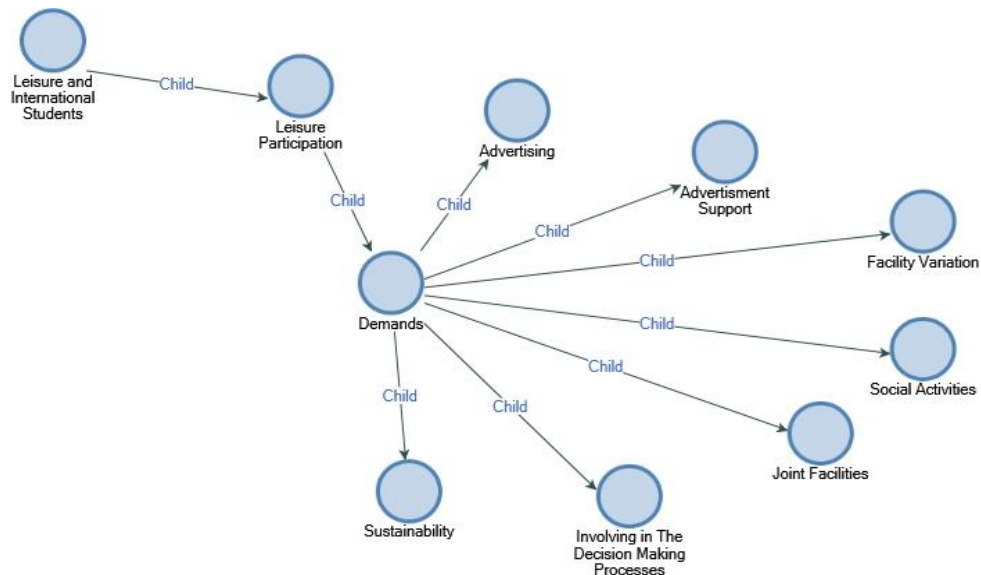 Leisure and
International
Students
Child
Leisure
Participation
Child
Advertising
Child
Advertisment
Support
Child
Facility Variation
Child
Demands
Child
Social Activities
Child
Joint Facilities
Child
Child
Sustainability
Involving in The
Decision Making
Processes